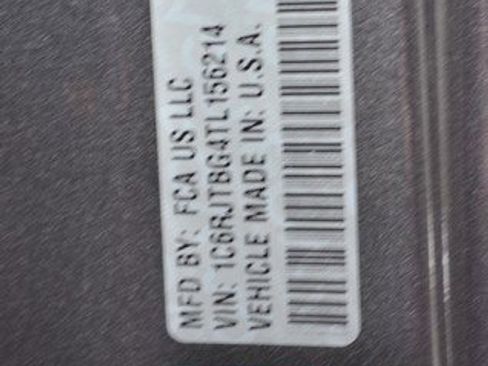 MFD BY: FCA US LLC
VIN: 1C6RJTBG4TL156214
VEHICLE MADE IN: U.S.A.